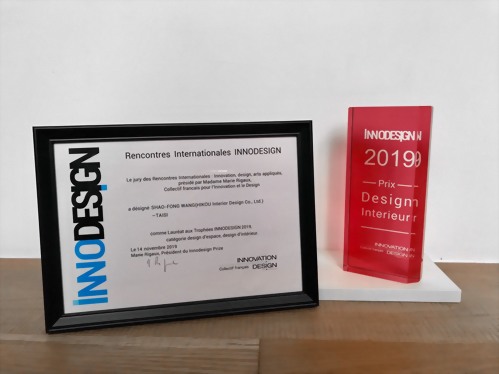 INNODESIGN
Rencontres Internationales INNODESIGN
Le jury des Rencontres Internationales : Innovation, design, arts appliqués,
présidé par Madame Marie Rigaux,
Collectif français pour l'Innovation et le Design
a désigné SHAO-FONG WANG(HIKOU Interior Design Co., Ltd.)
comme Lauréat aux Trophées INNODESIGN 2019,
catégorie design d'espace, design d'intérieur
Le 14 novembre 2019
Marie Rigaux, Président du Innodesign Prize
INNOVATION
Collectif français DESIGN
INNODESIGN
2019
Prix
Design
Interieur
INNOVATION
DESIGN